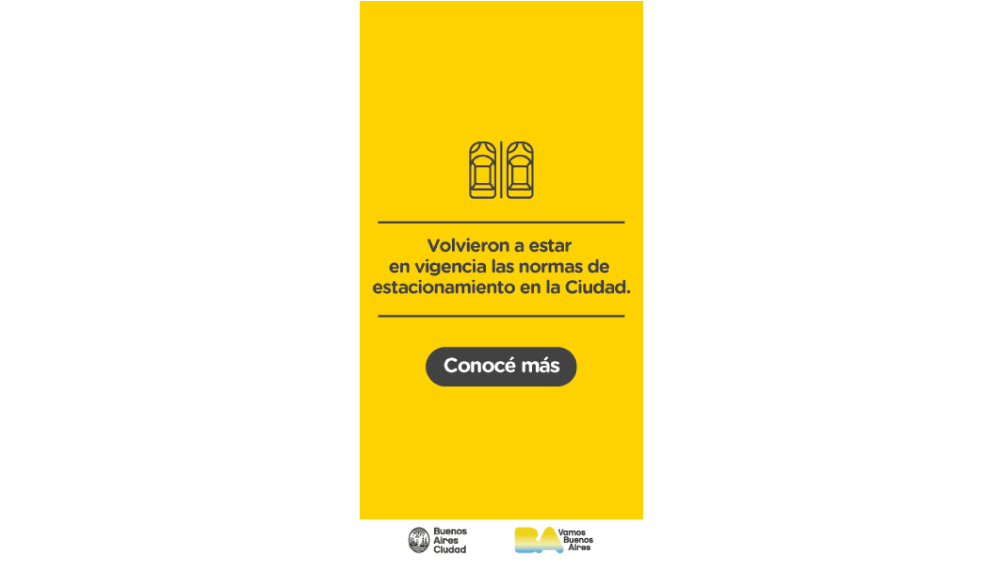 Volvieron a estar
en vigencia las normas de
estacionamiento en la Ciudad.
Conocé más
Buenos
Aires
Ciudad
BA
Vamos
Buenos
Aires